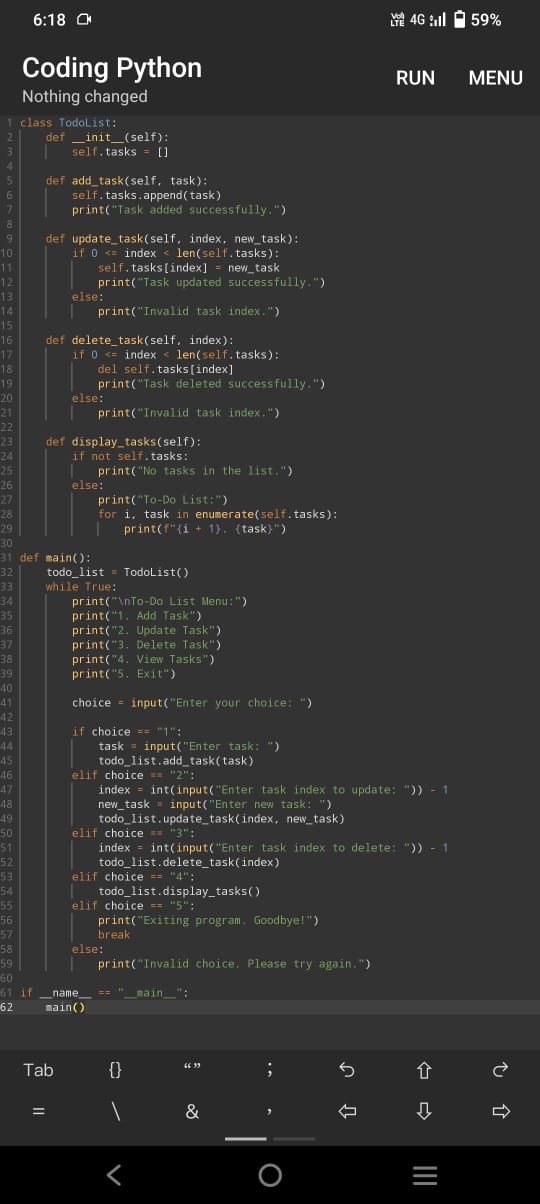 6:18 Vo) LTE 4G 59%
Coding Python RUN MENU
Nothing changed
1 class TodoList:
2     def __init__(self):
3         self.tasks = []
4
5     def add_task(self, task):
6         self.tasks.append(task)
7         print("Task added successfully.")
8
9     def update_task(self, index, new_task):
10         if 0 <= index < len(self.tasks):
11             self.tasks[index] = new_task
12             print("Task updated successfully.")
13         else:
14             print("Invalid task index.")
15
16     def delete_task(self, index):
17         if 0 <= index < len(self.tasks):
18             del self.tasks[index]
19             print("Task deleted successfully.")
20         else:
21             print("Invalid task index.")
22
23     def display_tasks(self):
24         if not self.tasks:
25             print("No tasks in the list.")
26         else:
27             print("To-Do List:")
28             for i, task in enumerate(self.tasks):
29                 print(f"{i + 1}. {task}")
30
31 def main():
32     todo_list = TodoList()
33     while True:
34         print("\nTo-Do List Menu:")
35         print("1. Add Task")
36         print("2. Update Task")
37         print("3. Delete Task")
38         print("4. View Tasks")
39         print("5. Exit")
40
41         choice = input("Enter your choice: ")
42
43         if choice == "1":
44             task = input("Enter task: ")
45             todo_list.add_task(task)
46         elif choice == "2":
47             index = int(input("Enter task index to update: ")) - 1
48             new_task = input("Enter new task: ")
49             todo_list.update_task(index, new_task)
50         elif choice == "3":
51             index = int(input("Enter task index to delete: ")) - 1
52             todo_list.delete_task(index)
53         elif choice == "4":
54             todo_list.display_tasks()
55         elif choice == "5":
56             print("Exiting program. Goodbye!")
57             break
58         else:
59             print("Invalid choice. Please try again.")
60
61 if __name__ == "__main__":
62     main()
Tab {} “” ;
= \ & ,